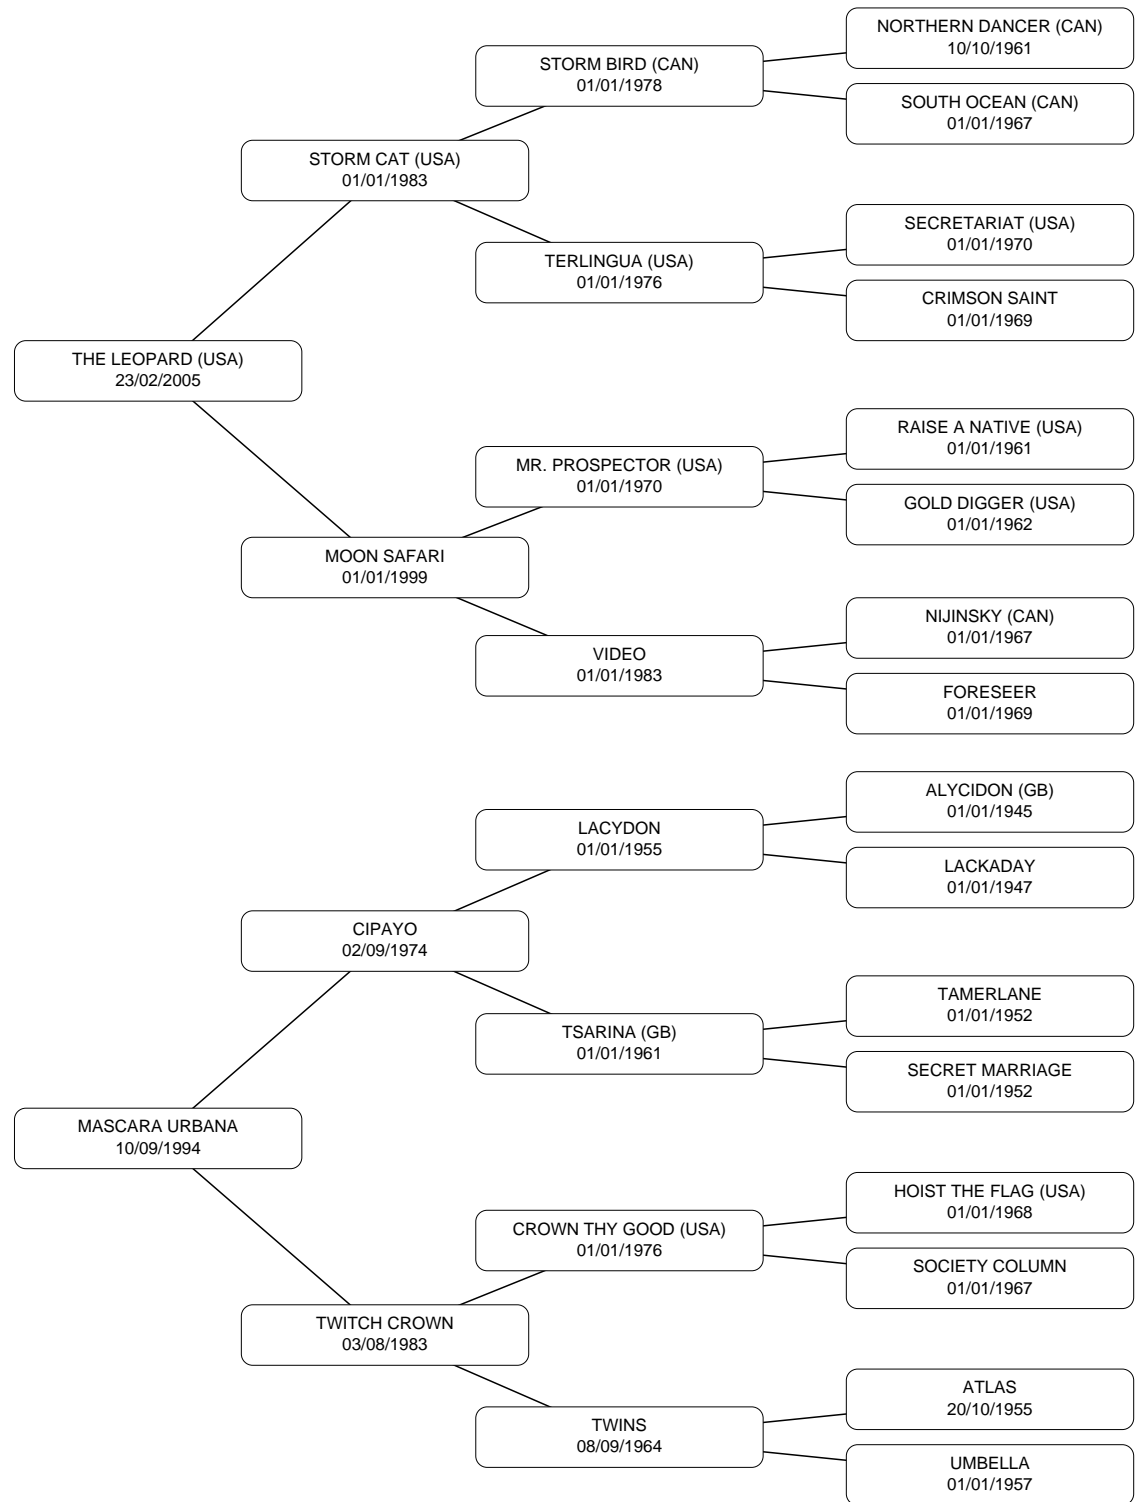 NORTHERN DANCER (CAN)
10/10/1961
STORM BIRD (CAN)
01/01/1978
SOUTH OCEAN (CAN)
01/01/1967
STORM CAT (USA)
01/01/1983
SECRETARIAT (USA)
01/01/1970
TERLINGUA (USA)
01/01/1976
CRIMSON SAINT
01/01/1969
THE LEOPARD (USA)
23/02/2005
RAISE A NATIVE (USA)
01/01/1961
MR. PROSPECTOR (USA)
01/01/1970
GOLD DIGGER (USA)
01/01/1962
MOON SAFARI
01/01/1999
NIJINSKY (CAN)
01/01/1967
VIDEO
01/01/1983
FORESEER
01/01/1969
ALYCIDON (GB)
01/01/1945
LACYDON
01/01/1955
LACKADAY
01/01/1947
CIPAYO
02/09/1974
TAMERLANE
01/01/1952
TSARINA (GB)
01/01/1961
SECRET MARRIAGE
01/01/1952
MASCARA URBANA
10/09/1994
HOIST THE FLAG (USA)
01/01/1968
CROWN THY GOOD (USA)
01/01/1976
SOCIETY COLUMN
01/01/1967
TWITCH CROWN
03/08/1983
ATLAS
20/10/1955
TWINS
08/09/1964
UMBELLA
01/01/1957